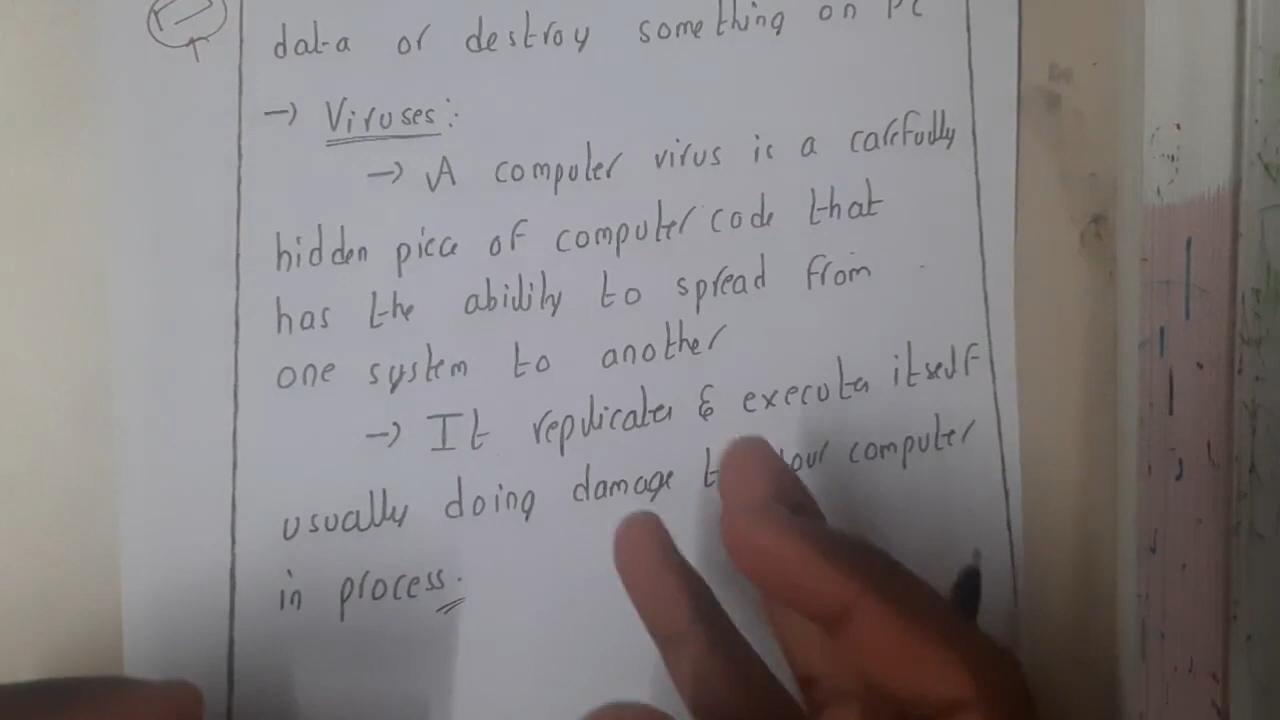 data or destroy something on PC
→ Viruses:
→ A computer virus is a carefully
hidden piece of computer code that
has the ability to spread from
one system to another
→ It replicates & executes itself
usually doing damage your computer
in process.